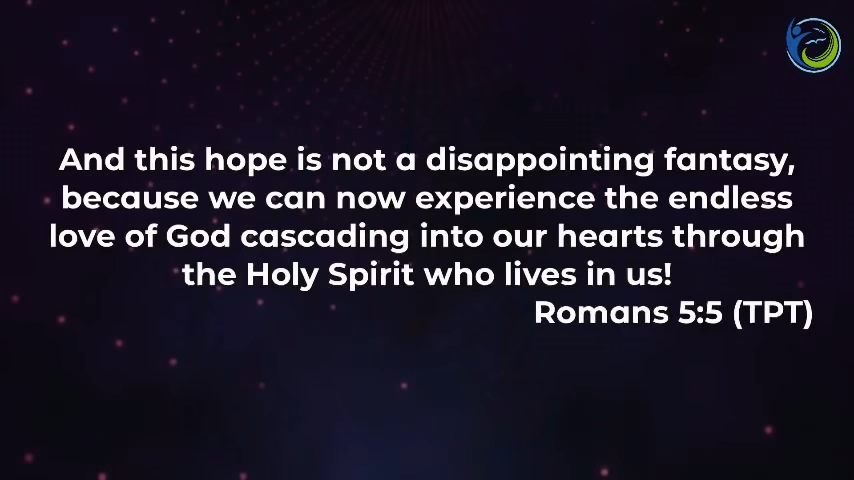 And this hope is not a disappointing fantasy,
because we can now experience the endless
love of God cascading into our hearts through
the Holy Spirit who lives in us!
Romans 5:5 (TPT)